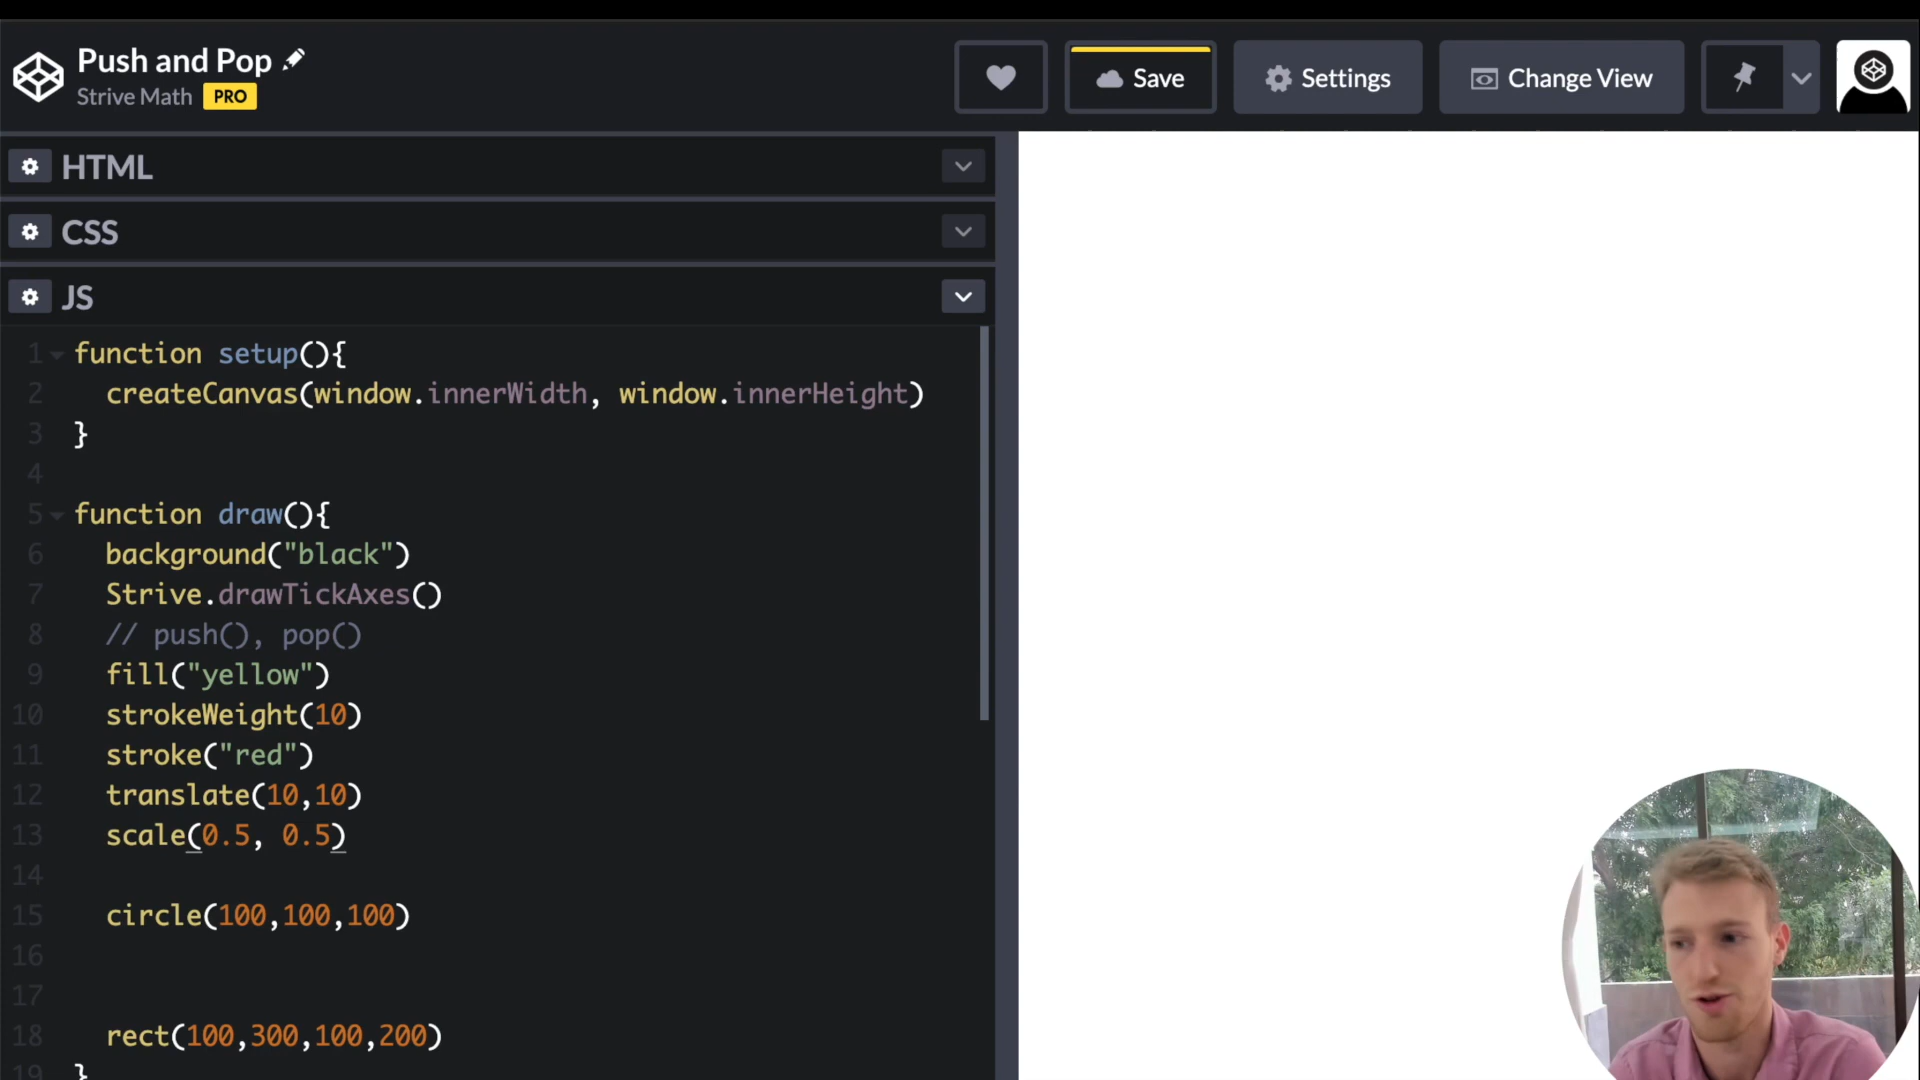 Push and Pop
Strive Math PRO
Save
Settings
Change View
HTML
CSS
JS
1 function setup(){
2 createCanvas(window.innerWidth, window.innerHeight)
3 }
4
5 function draw(){
6 background("black")
7 Strive.drawTickAxes()
8 // push(), pop()
9 fill("yellow")
10 strokeWeight(10)
11 stroke("red")
12 translate(10,10)
13 scale(0.5, 0.5)
14
15 circle(100,100,100)
16
17
18 rect(100,300,100,200)
19 }